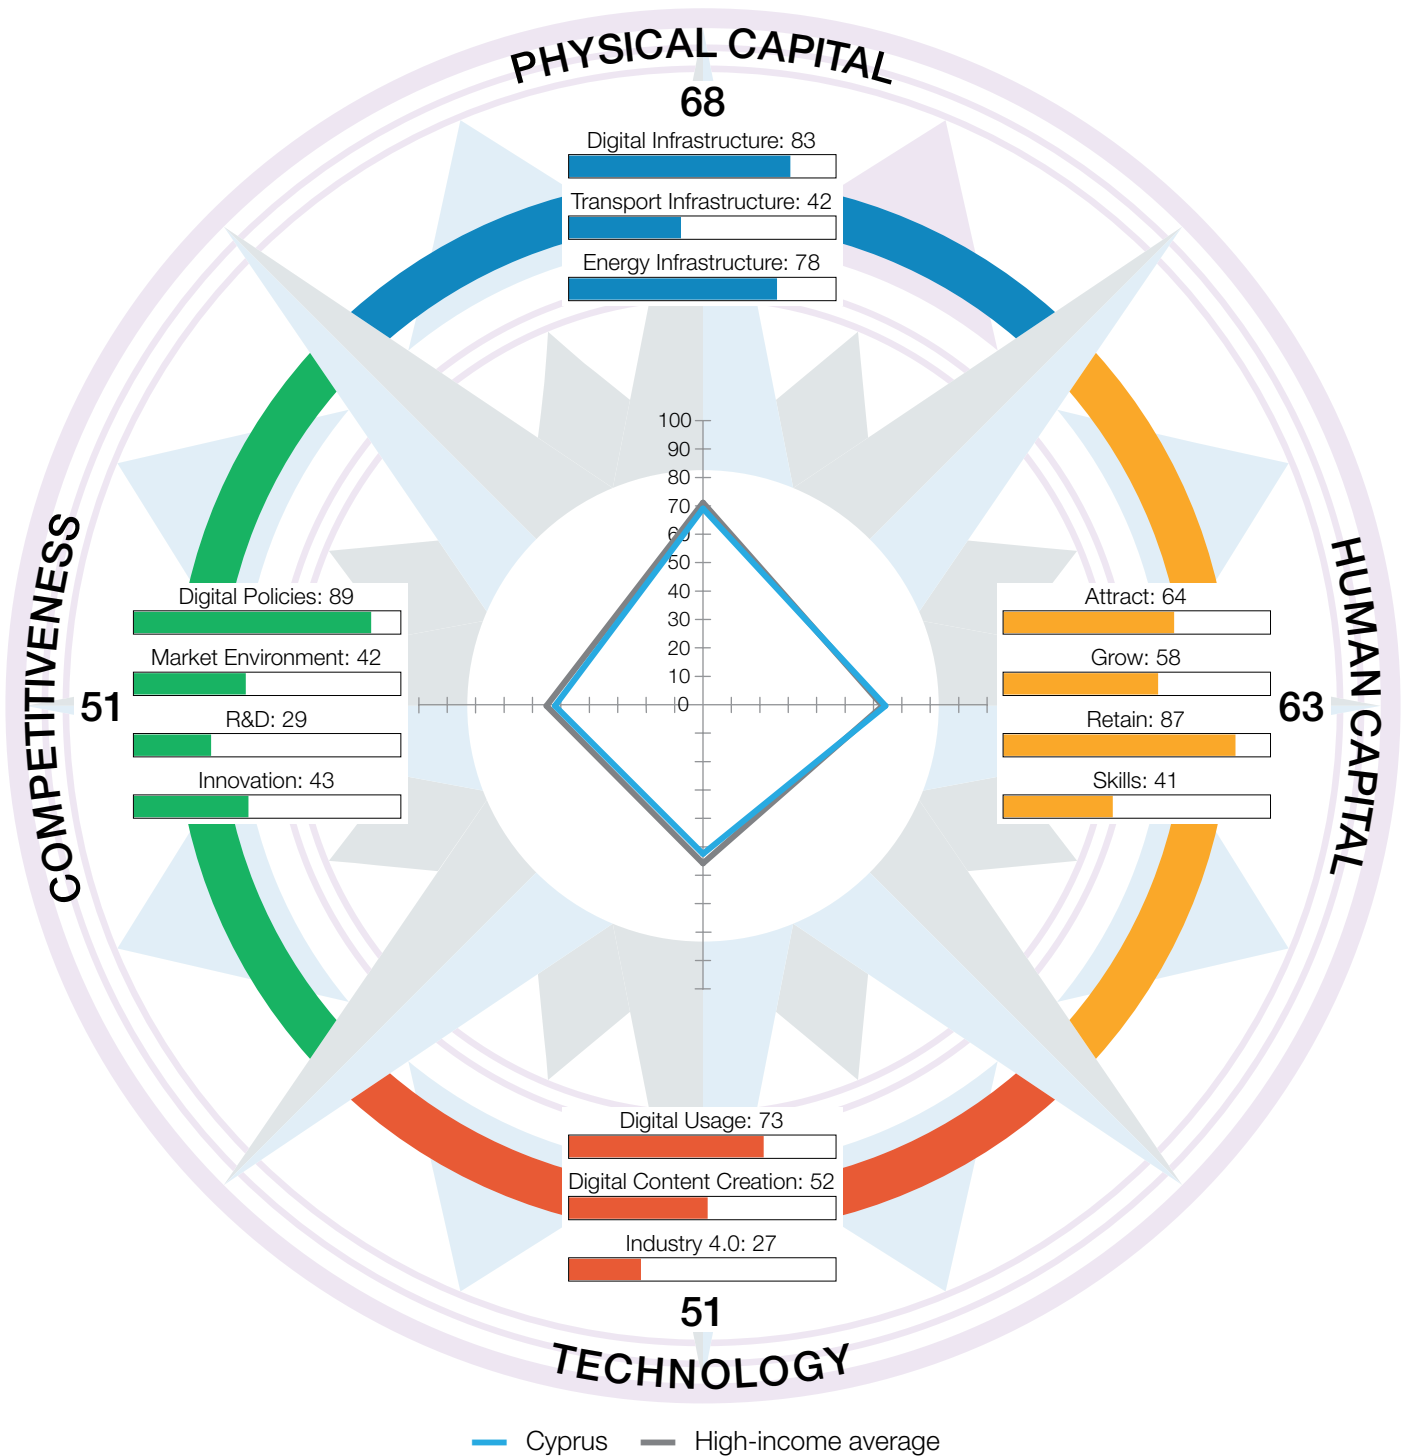 PHYSICAL CAPITAL
68
Digital Infrastructure: 83
Transport Infrastructure: 42
Energy Infrastructure: 78
100
90
80
70
60
50
40
30
20
10
0
COMPETITIVENESS
51
Digital Policies: 89
Market Environment: 42
R&D: 29
Innovation: 43
HUMAN CAPITAL
63
Attract: 64
Grow: 58
Retain: 87
Skills: 41
Digital Usage: 73
Digital Content Creation: 52
Industry 4.0: 27
51
TECHNOLOGY
Cyprus
High-income average